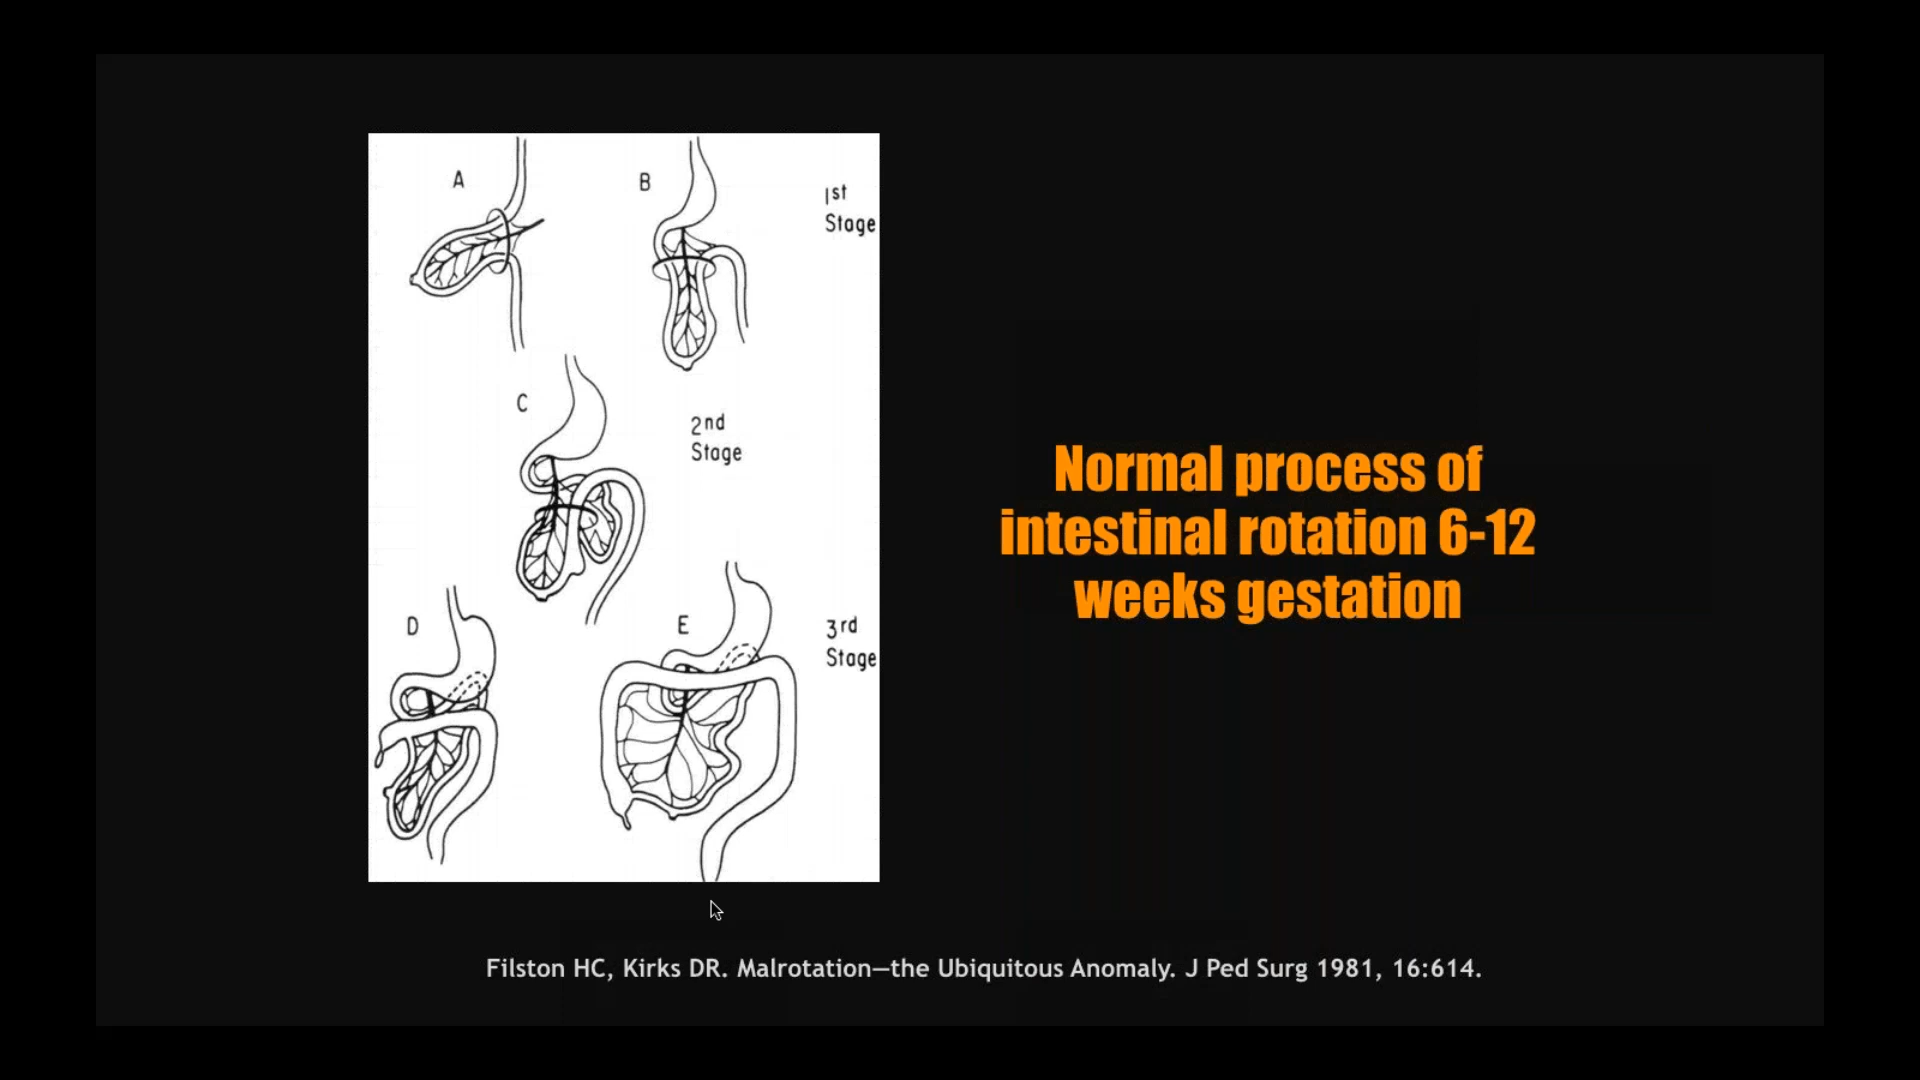 A
B
1st
Stage
C
2nd
Stage
D
E
3rd
Stage
Normal process of
intestinal rotation 6-12
weeks gestation
Filston HC, Kirks DR. Malrotation—the Ubiquitous Anomaly. J Ped Surg 1981, 16:614.